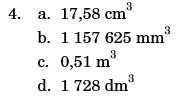 4. a. 17,58 cm³
b. 1 157 625 mm³
c. 0,51 m³
d. 1 728 dm³